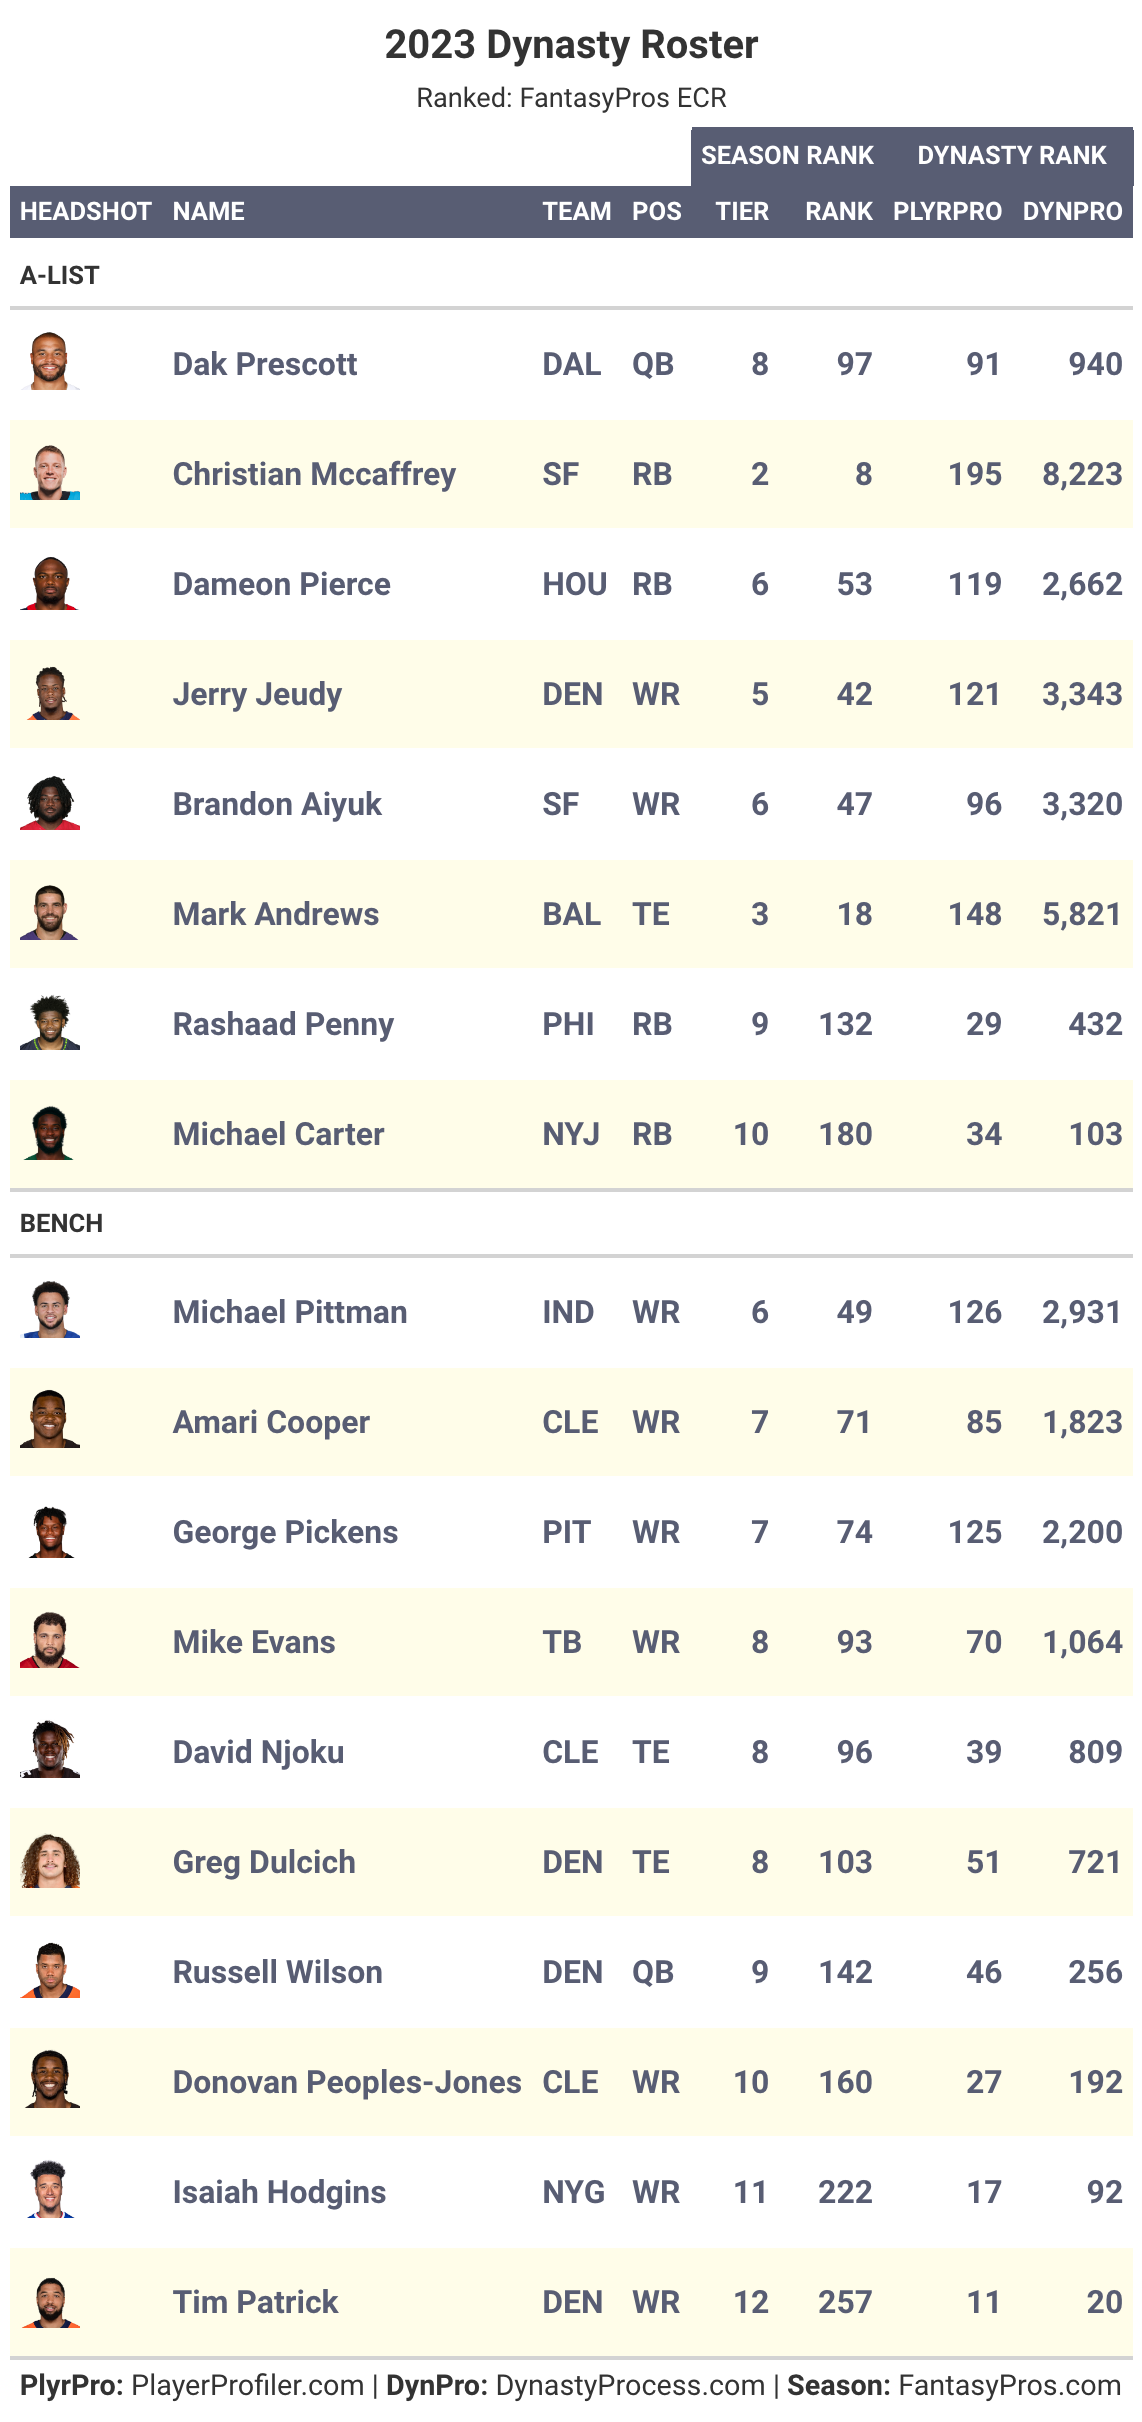 2023 Dynasty Roster
Ranked: FantasyPros ECR
SEASON RANK DYNASTY RANK
HEADSHOT NAME TEAM POS TIER RANK PLYRPRO DYNPRO
A-LIST
Dak Prescott DAL QB 8 97 91 940
Christian Mccaffrey SF RB 2 8 195 8,223
Dameon Pierce HOU RB 6 53 119 2,662
Jerry Jeudy DEN WR 5 42 121 3,343
Brandon Aiyuk SF WR 6 47 96 3,320
Mark Andrews BAL TE 3 18 148 5,821
Rashaad Penny PHI RB 9 132 29 432
Michael Carter NYJ RB 10 180 34 103
BENCH
Michael Pittman IND WR 6 49 126 2,931
Amari Cooper CLE WR 7 71 85 1,823
George Pickens PIT WR 7 74 125 2,200
Mike Evans TB WR 8 93 70 1,064
David Njoku CLE TE 8 96 39 809
Greg Dulcich DEN TE 8 103 51 721
Russell Wilson DEN QB 9 142 46 256
Donovan Peoples-Jones CLE WR 10 160 27 192
Isaiah Hodgins NYG WR 11 222 17 92
Tim Patrick DEN WR 12 257 11 20
PlyrPro: PlayerProfiler.com | DynPro: DynastyProcess.com | Season: FantasyPros.com